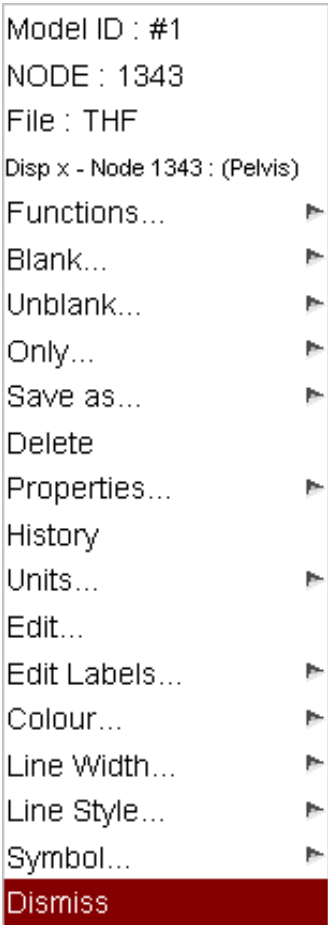 Model ID : #1
NODE : 1343
File : THF
Disp x - Node 1343 : (Pelvis)
Functions...
Blank...
Unblank...
Only...
Save as...
Delete
Properties...
History
Units...
Edit...
Edit Labels...
Colour...
Line Width...
Line Style...
Symbol...
Dismiss